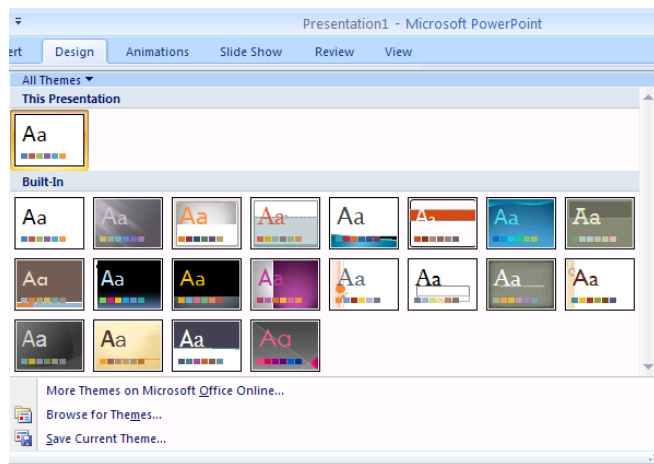 Presentation1 - Microsoft PowerPoint
ert Design Animations Slide Show Review View
All Themes
This Presentation
Aa
Built-In
Aa Aa Aa Aa Aa Aa Aa Aa
Aa Aa Aa Aa Aa Aa Aa Aa
Aa Aa Aa Aa
More Themes on Microsoft Office Online...
Browse for Themes...
Save Current Theme...